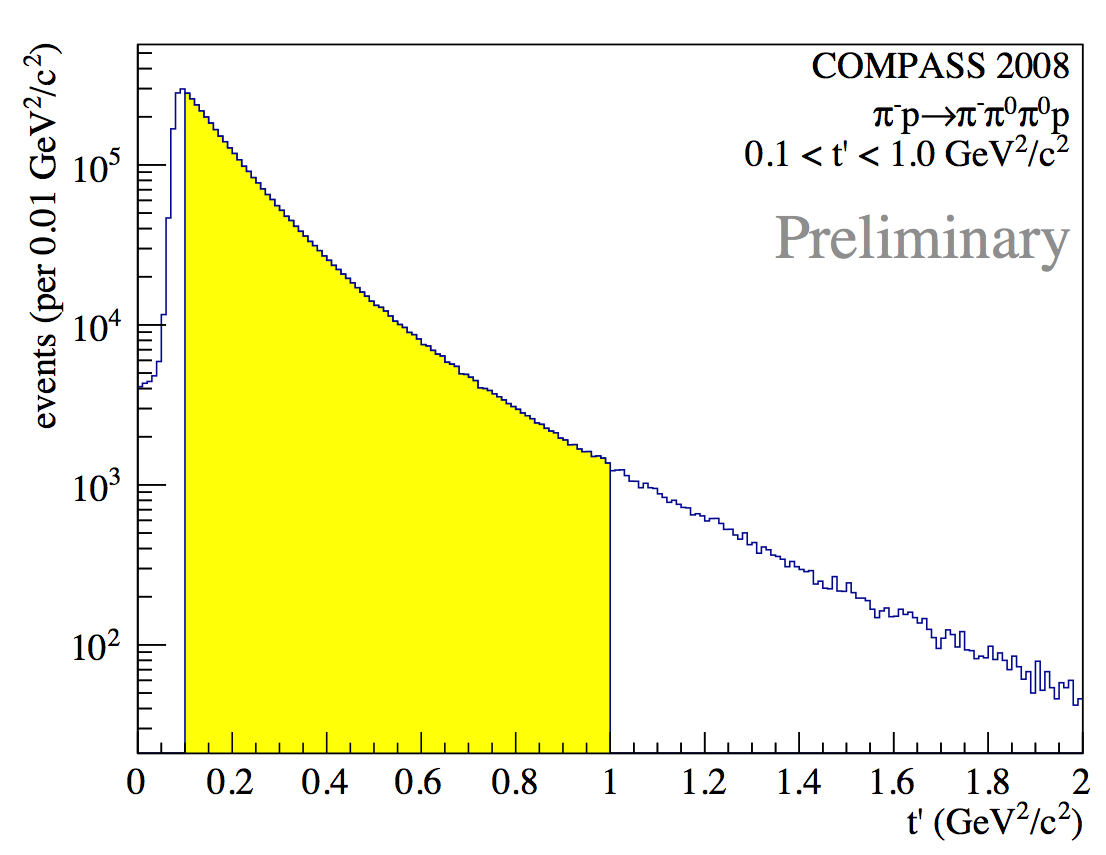 COMPASS 2008
π⁻p→π⁻π⁰π⁰p
0.1 < t' < 1.0 GeV²/c²
Preliminary
events (per 0.01 GeV²/c²)
10⁵
10⁴
10³
10²
0 0.2 0.4 0.6 0.8 1 1.2 1.4 1.6 1.8 2
t' (GeV²/c²)